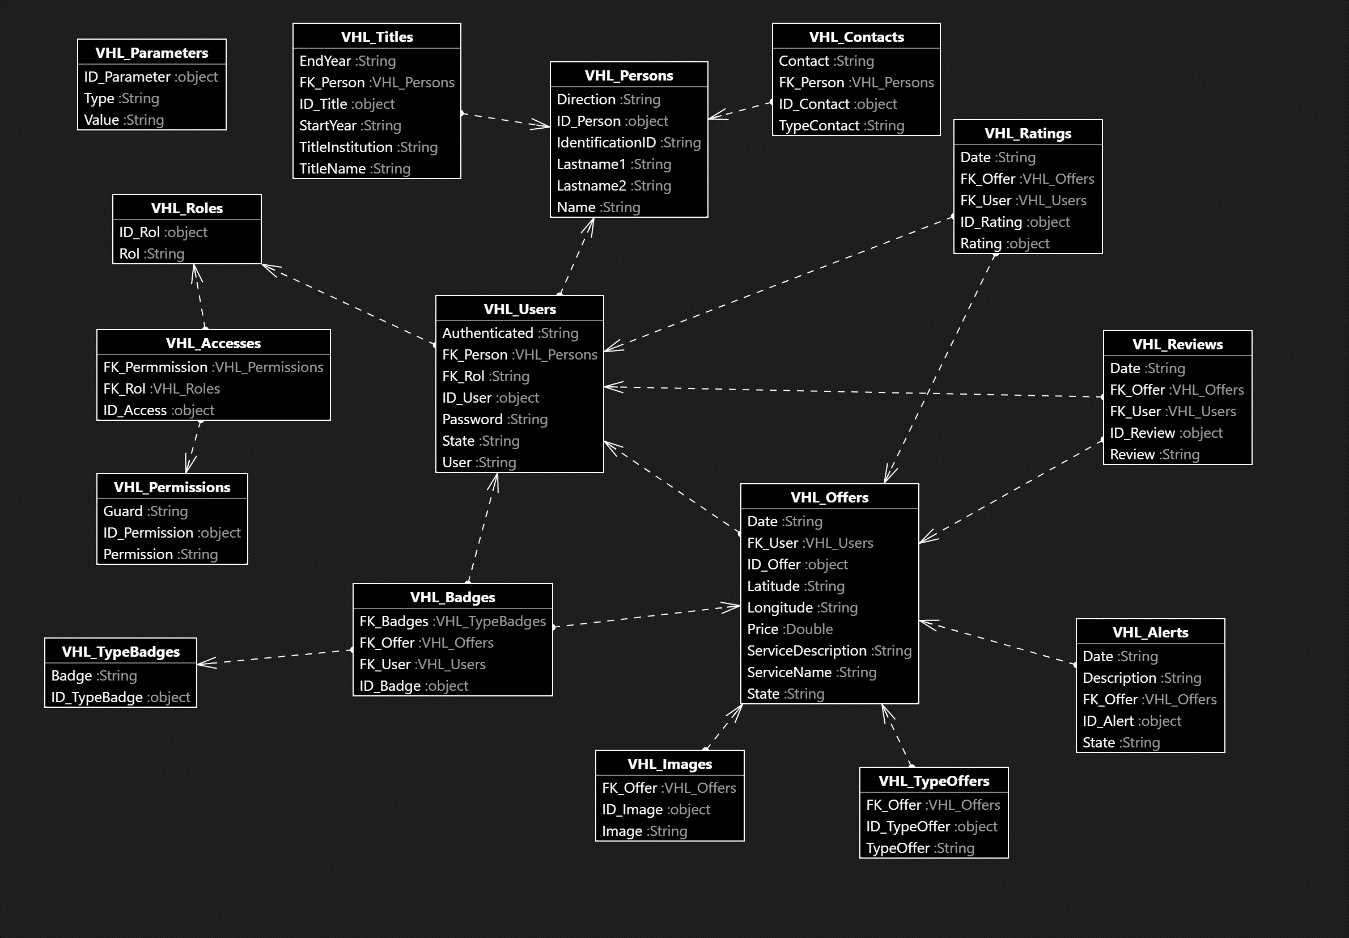 VHL_Parameters
ID_Parameter :object
Type :String
Value :String
VHL_Titles
EndYear :String
FK_Person :VHL_Persons
ID_Title :object
StartYear :String
TitleInstitution :String
TitleName :String
VHL_Persons
Direction :String
ID_Person :object
IdentificationID :String
Lastname1 :String
Lastname2 :String
Name :String
VHL_Contacts
Contact :String
FK_Person :VHL_Persons
ID_Contact :object
TypeContact :String
VHL_Ratings
Date :String
FK_Offer :VHL_Offers
FK_User :VHL_Users
ID_Rating :object
Rating :object
VHL_Roles
ID_Rol :object
Rol :String
VHL_Users
Authenticated :String
FK_Person :VHL_Persons
FK_Rol :String
ID_User :object
Password :String
State :String
User :String
VHL_Accesses
FK_Permmission :VHL_Permissions
FK_Rol :VHL_Roles
ID_Access :object
VHL_Reviews
Date :String
FK_Offer :VHL_Offers
FK_User :VHL_Users
ID_Review :object
Review :String
VHL_Permissions
Guard :String
ID_Permission :object
Permission :String
VHL_Offers
Date :String
FK_User :VHL_Users
ID_Offer :object
Latitude :String
Longitude :String
Price :Double
ServiceDescription :String
ServiceName :String
State :String
VHL_Badges
FK_Badges :VHL_TypeBadges
FK_Offer :VHL_Offers
FK_User :VHL_Users
ID_Badge :object
VHL_TypeBadges
Badge :String
ID_TypeBadge :object
VHL_Alerts
Date :String
Description :String
FK_Offer :VHL_Offers
ID_Alert :object
State :String
VHL_Images
FK_Offer :VHL_Offers
ID_Image :object
Image :String
VHL_TypeOffers
FK_Offer :VHL_Offers
ID_TypeOffer :object
TypeOffer :String